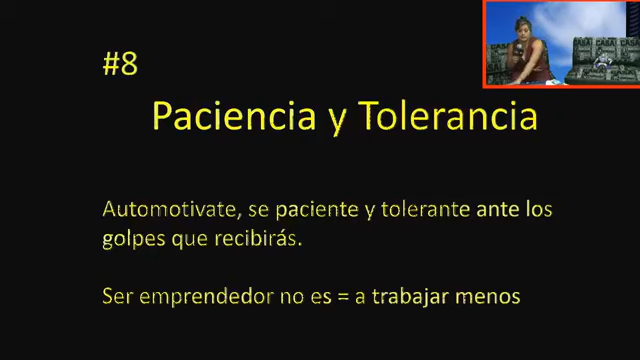 #8
Paciencia y Tolerancia
Automotivate, se paciente y tolerante ante los
golpes que recibirás.
Ser emprendedor no es = a trabajar menos